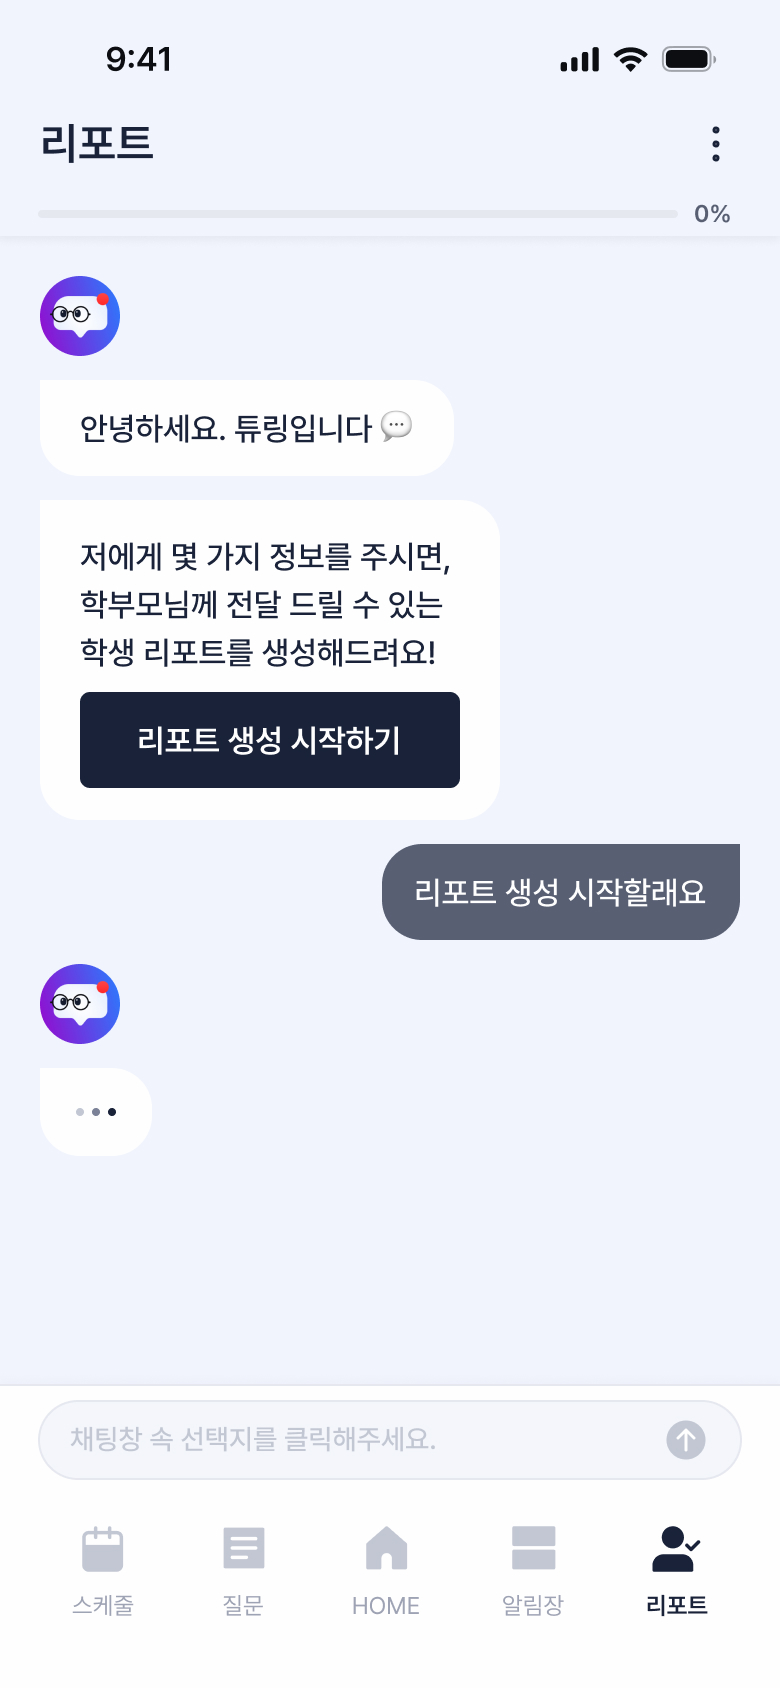 9:41
리포트
0%
안녕하세요. 튜링입니다 💬
저에게 몇 가지 정보를 주시면,
학부모님께 전달 드릴 수 있는
학생 리포트를 생성해드려요!
리포트 생성 시작하기
리포트 생성 시작할래요
채팅창 속 선택지를 클릭해주세요.
스케줄
질문
HOME
알림장
리포트